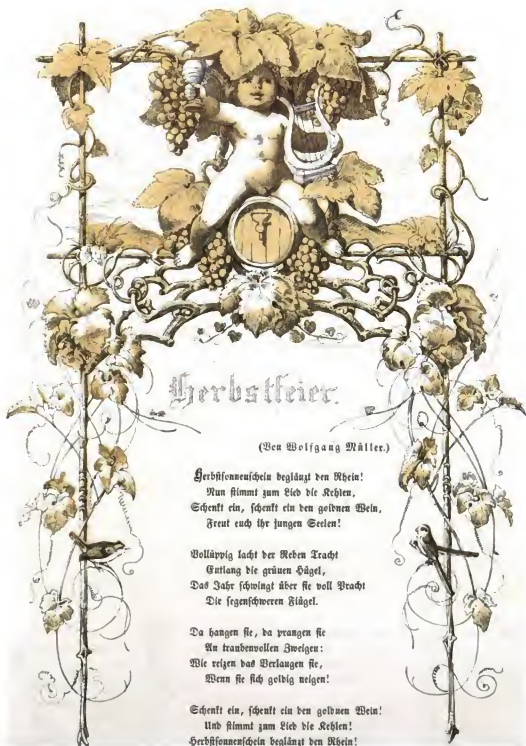 Herbstfeier.
(Von Wolfgang Müller.)
Herbstsonnenschein beglänzt den Rhein!
Nun stimmt zum Lied die Kehlen,
Schenkt ein, schenkt ein den goldnen Wein,
Freut euch ihr jungen Seelen!
Vollüppig lacht der Reben Tracht
Entlang die grünen Hügel,
Das Jahr schwingt über sie voll Pracht
Die segenschweren Flügel.
Da hangen sie, da prangen sie
An traubenvollen Zweigen:
Wie reizen das Verlangen sie,
Wenn sie sich goldig neigen!
Schenkt ein, schenkt ein den goldnen Wein!
Und stimmt zum Lied die Kehlen!
Herbstsonnenschein beglänzt den Rhein!